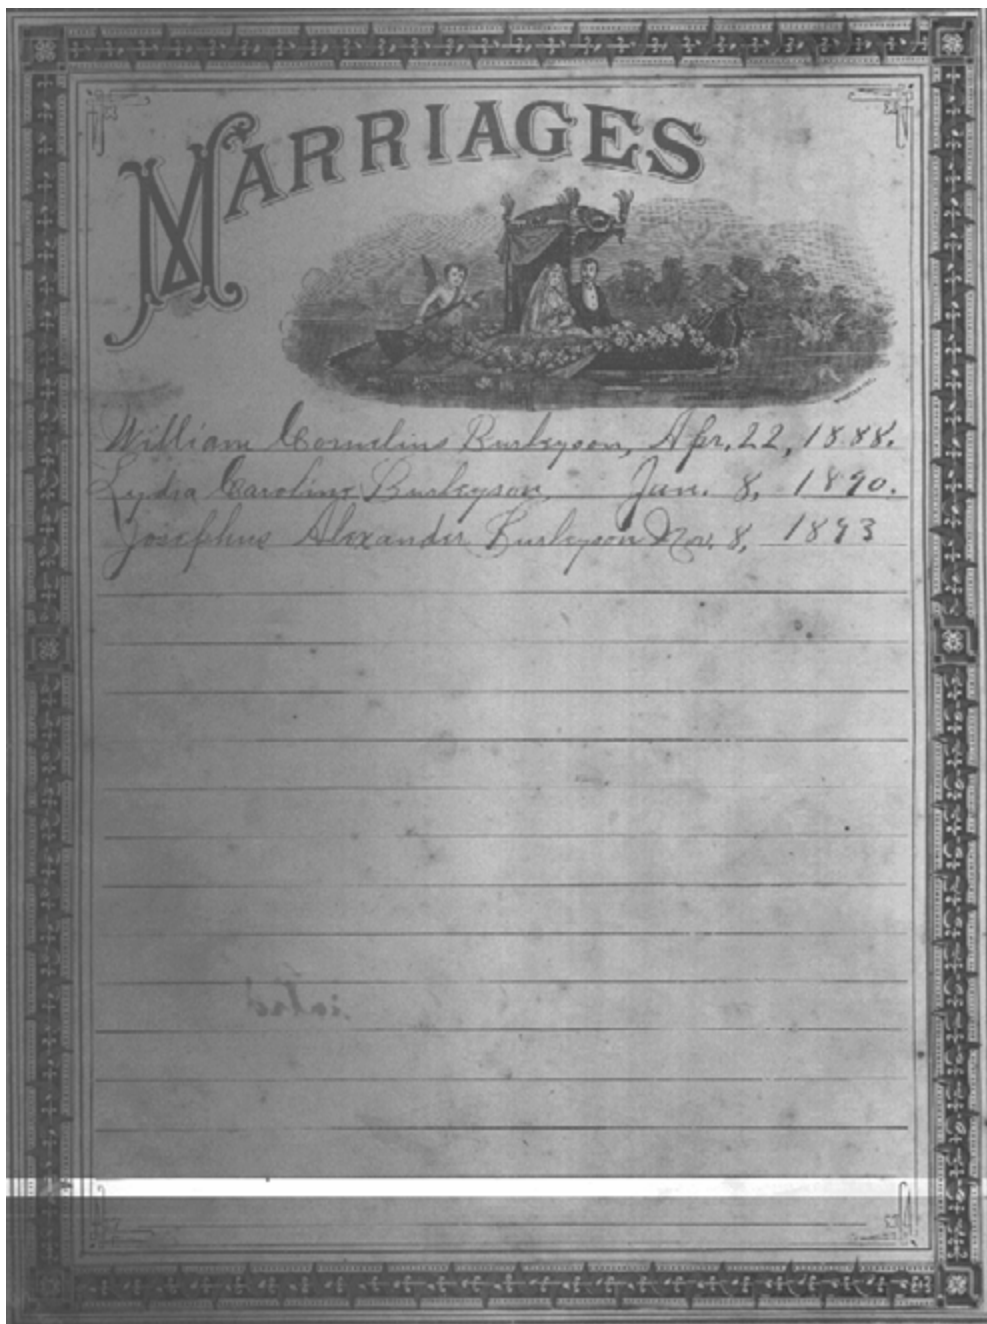 MARRIAGES
William Cornelius Burleyson, Apr. 22, 1888.
Lydia Caroline Burleyson, Jan. 8, 1890.
Josephus Alexander Burleyson Nov. 8, 1893